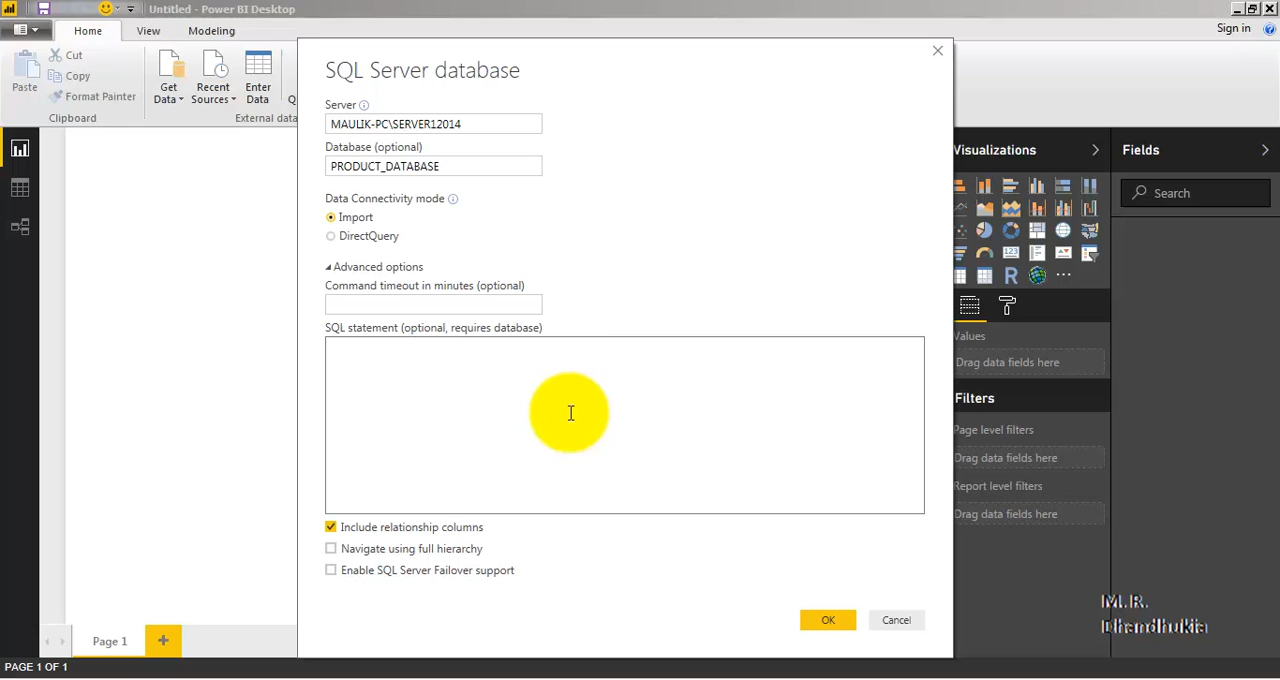 Untitled - Power BI Desktop
Home
View
Modeling
Sign in
Paste
Cut
Copy
Format Painter
Clipboard
Get
Data
Recent
Sources
Enter
Data
Q
External data
SQL Server database
Server
MAULIK-PC\SERVER12014
Database (optional)
PRODUCT_DATABASE
Data Connectivity mode
Import
DirectQuery
Advanced options
Command timeout in minutes (optional)
SQL statement (optional, requires database)
Include relationship columns
Navigate using full hierarchy
Enable SQL Server Failover support
OK
Cancel
Visualizations
123
R
Values
Drag data fields here
Filters
Page level filters
Drag data fields here
Report level filters
Drag data fields here
Fields
Search
M.R.
Dhandhukia
Page 1
PAGE 1 OF 1